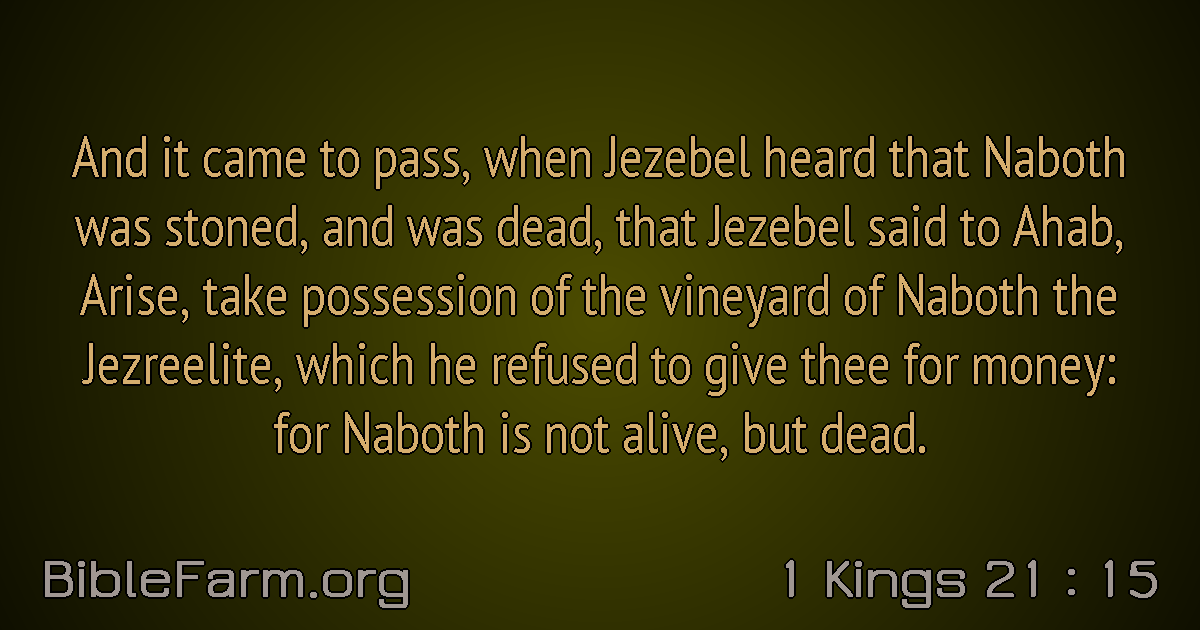 And it came to pass, when Jezebel heard that Naboth
was stoned, and was dead, that Jezebel said to Ahab,
Arise, take possession of the vineyard of Naboth the
Jezreelite, which he refused to give thee for money:
for Naboth is not alive, but dead.
BibleFarm.org
1 Kings 21 : 15